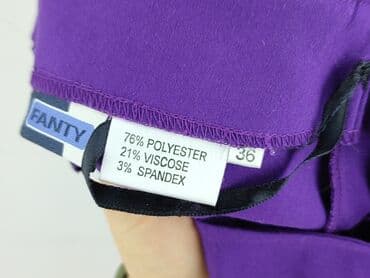 FANTY
76% POLYESTER
21% VISCOSE
3% SPANDEX
36